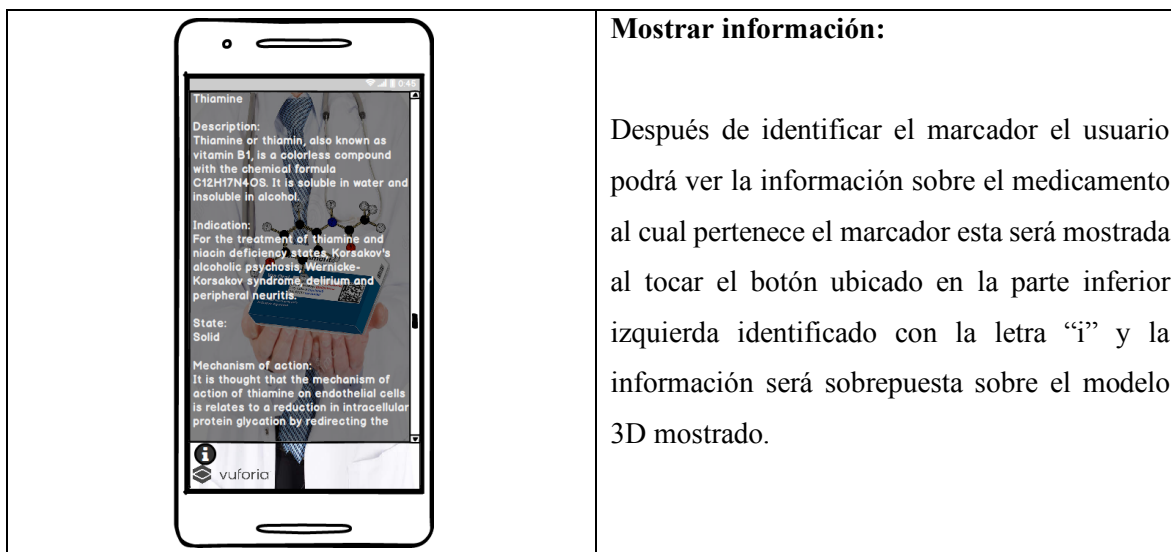 0:45
Thiamine
Description:
Thiamine or thiamin, also known as
vitamin B1, is a colorless compound
with the chemical formula
C12H17N4OS. It is soluble in water and
insoluble in alcohol.
Indication:
For the treatment of thiamine and
niacin deficiency states, Korsakov's
alcoholic psychosis, Wernicke-
Korsakov syndrome, delirium and
peripheral neuritis.
State:
Solid
Mechanism of action:
It is thought that the mechanism of
action of thiamine on endothelial cells
is relates to a reduction in intracellular
protein glycation by redirecting the
i
vuforia
Mostrar información:
Después de identificar el marcador el usuario
podrá ver la información sobre el medicamento
al cual pertenece el marcador esta será mostrada
al tocar el botón ubicado en la parte inferior
izquierda identificado con la letra “i” y la
información será sobrepuesta sobre el modelo
3D mostrado.